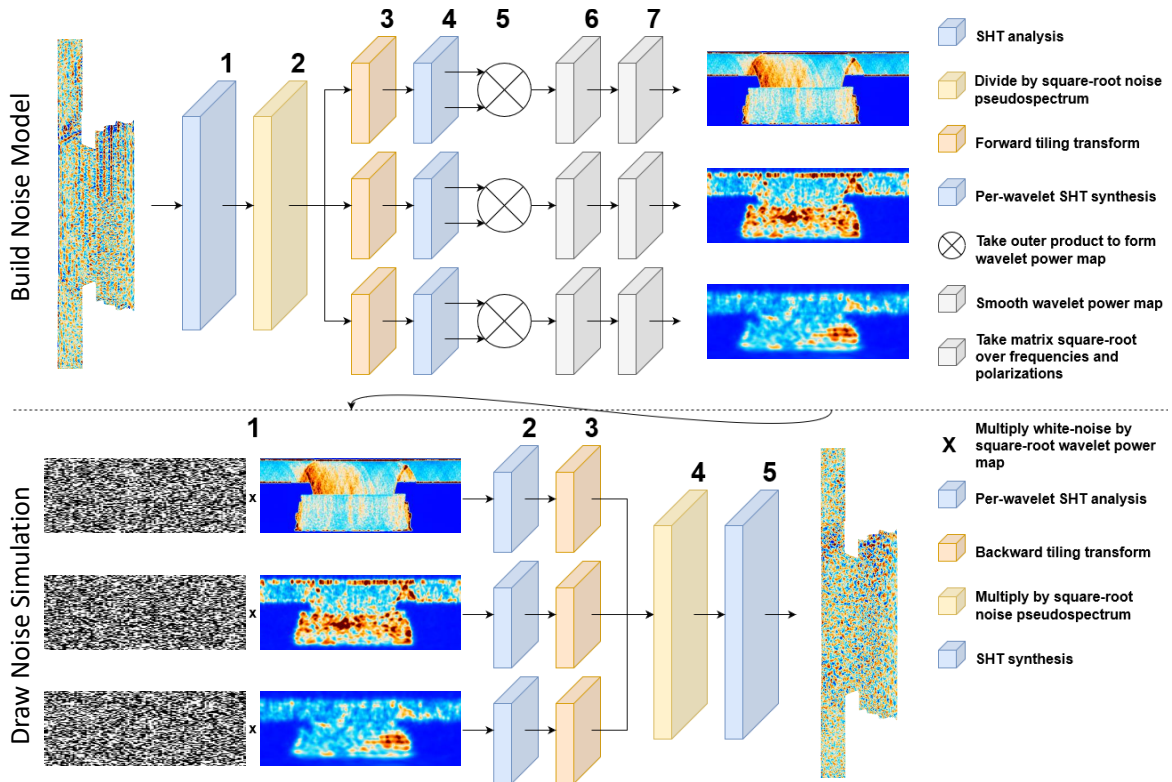 Build Noise Model
1
2
3
4
5
6
7
SHT analysis
Divide by square-root noise
pseudospectrum
Forward tiling transform
Per-wavelet SHT synthesis
Take outer product to form
wavelet power map
Smooth wavelet power map
Take matrix square-root
over frequencies and
polarizations
Draw Noise Simulation
1
2
3
4
5
x
x
x
X Multiply white-noise by
square-root wavelet power
map
Per-wavelet SHT analysis
Backward tiling transform
Multiply by square-root
noise pseudospectrum
SHT synthesis